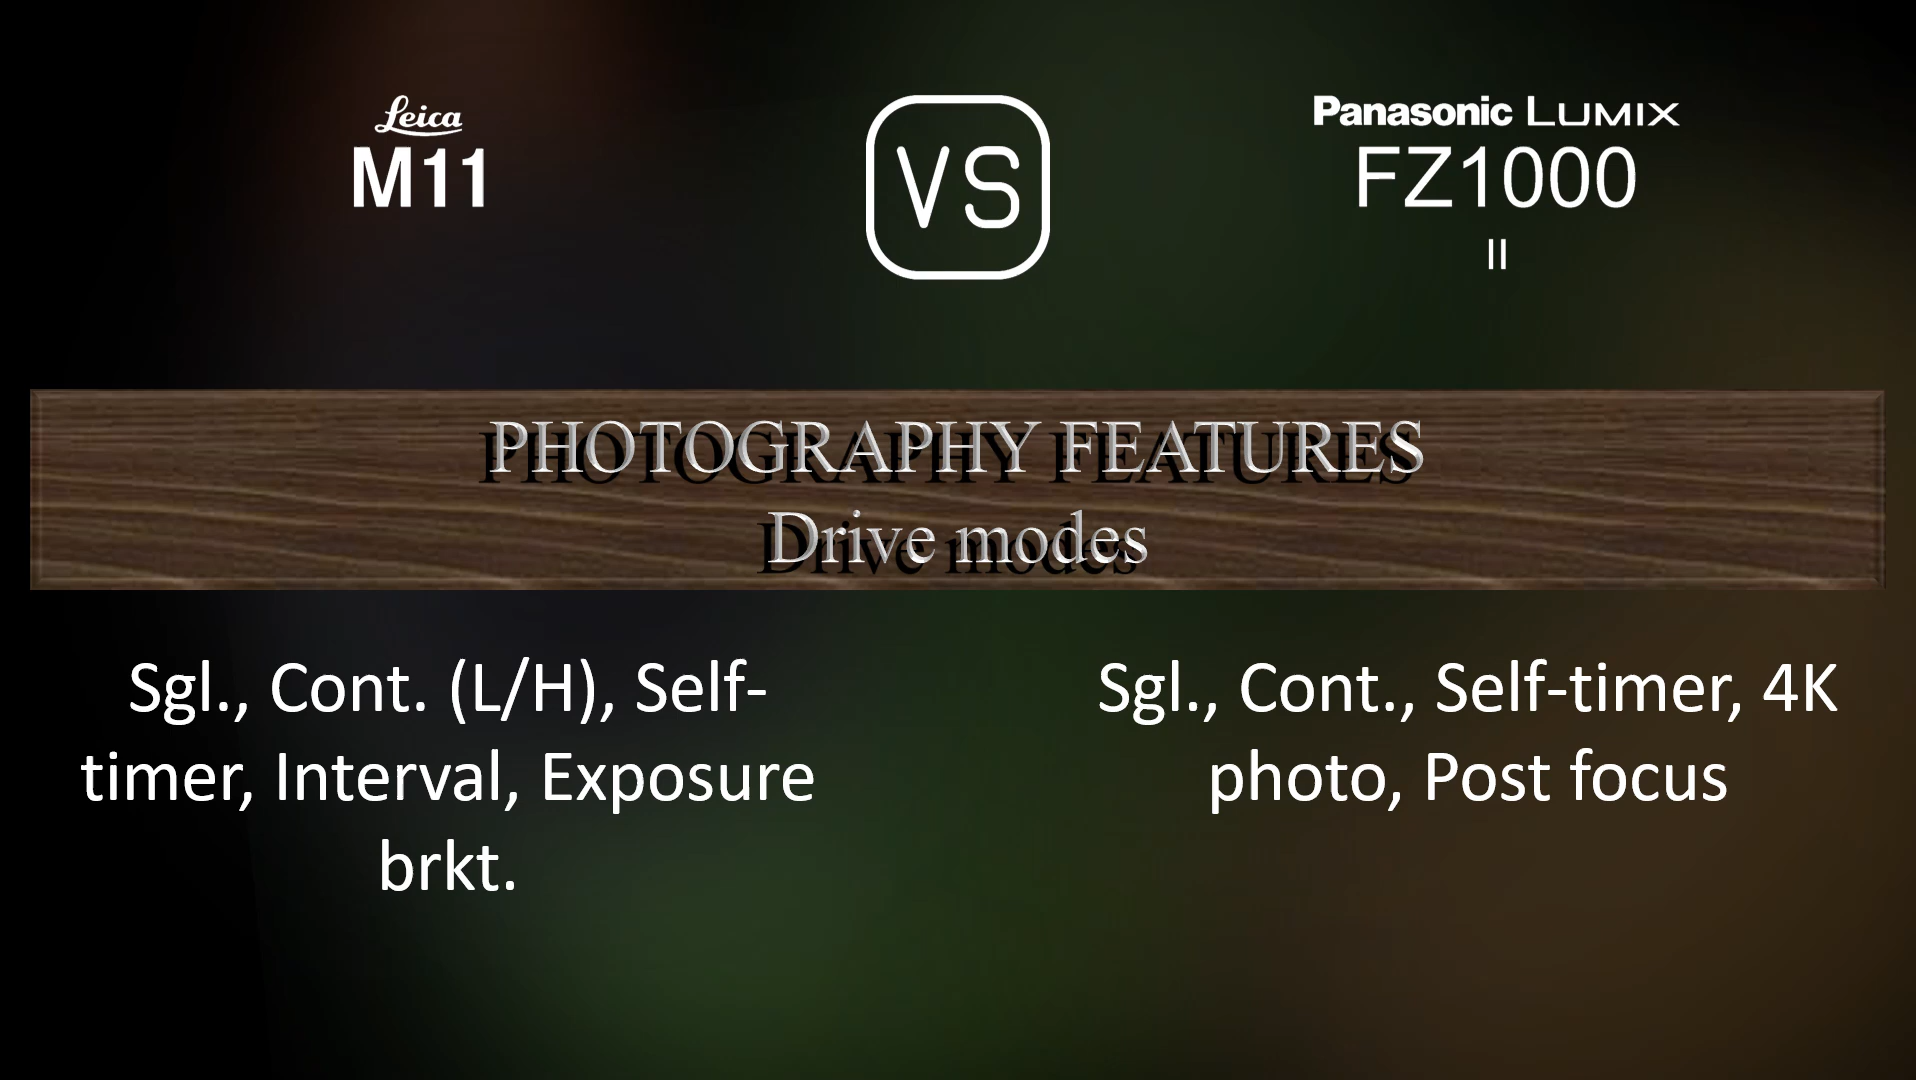 Leica
M11
VS
Panasonic LUMIX
FZ1000
II
PHOTOGRAPHY FEATURES
Drive modes
Sgl., Cont. (L/H), Self-
timer, Interval, Exposure
brkt.
Sgl., Cont., Self-timer, 4K
photo, Post focus